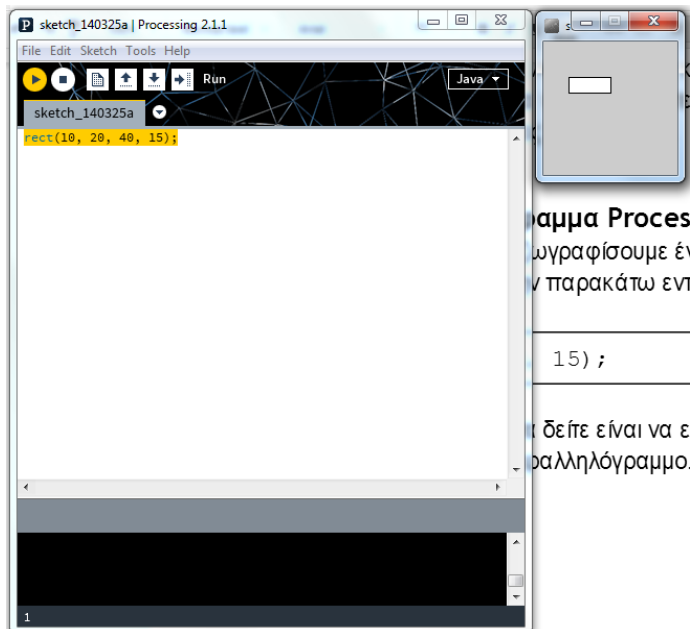 sketch_140325a | Processing 2.1.1
File Edit Sketch Tools Help
Run
Java
sketch_140325a
rect(10, 20, 40, 15);
1
s
αμμα Proces
ωγραφίσουμε έν
ν παρακάτω εντ
15);
δείτε είναι να ε
ραλληλόγραμμο.